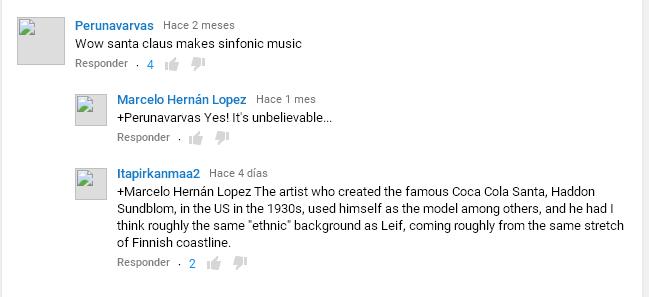 Perunavarvas Hace 2 meses
Wow santa claus makes sinfonic music
Responder · 4
Marcelo Hernán Lopez Hace 1 mes
+Perunavarvas Yes! It's unbelievable...
Responder ·
Itapirkanmaa2 Hace 4 días
+Marcelo Hernán Lopez The artist who created the famous Coca Cola Santa, Haddon
Sundblom, in the US in the 1930s, used himself as the model among others, and he had I
think roughly the same "ethnic" background as Leif, coming roughly from the same stretch
of Finnish coastline.
Responder · 2